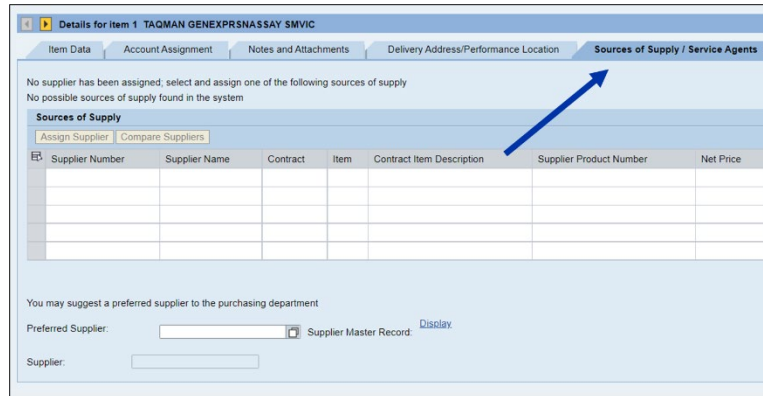 Details for item 1 TAQMAN GENEXPRSNASSAY SMVIC
Item Data Account Assignment Notes and Attachments Delivery Address/Performance Location Sources of Supply / Service Agents
No supplier has been assigned; select and assign one of the following sources of supply
No possible sources of supply found in the system
Sources of Supply
Assign Supplier Compare Suppliers
Supplier Number Supplier Name Contract Item Contract Item Description Supplier Product Number Net Price
You may suggest a preferred supplier to the purchasing department
Preferred Supplier: Supplier Master Record: Display
Supplier: